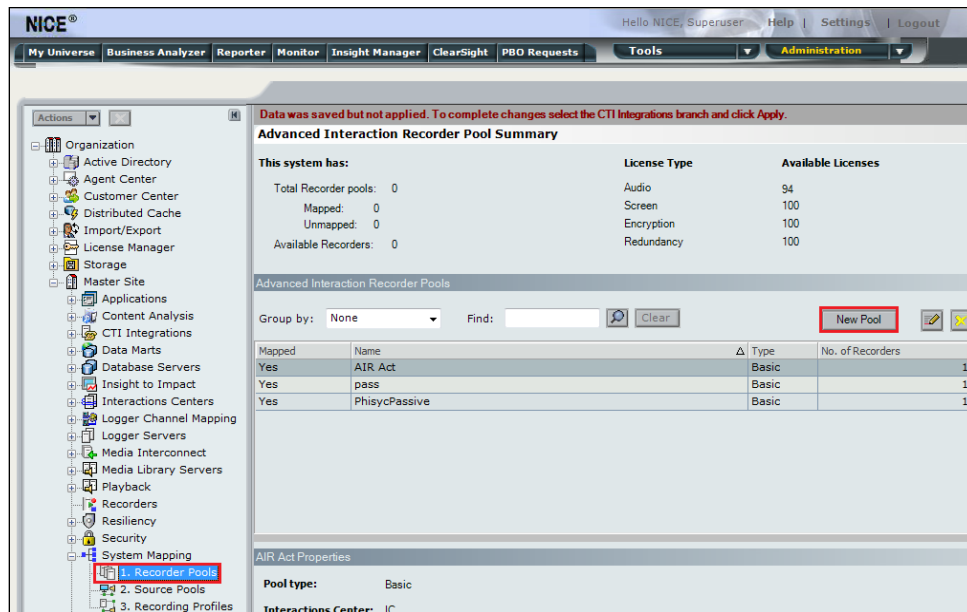 NICE®
Hello NICE, Superuser Help | Settings | Logout
My Universe Business Analyzer Reporter Monitor Insight Manager ClearSight PBO Requests Tools Administration
Actions
Organization
Active Directory
Agent Center
Customer Center
Distributed Cache
Import/Export
License Manager
Storage
Master Site
Applications
Content Analysis
CTI Integrations
Data Marts
Database Servers
Insight to Impact
Interactions Centers
Logger Channel Mapping
Logger Servers
Media Interconnect
Media Library Servers
Playback
Recorders
Resiliency
Security
System Mapping
1. Recorder Pools
2. Source Pools
3. Recording Profiles
Data was saved but not applied. To complete changes select the CTI Integrations branch and click Apply.
Advanced Interaction Recorder Pool Summary
This system has: License Type Available Licenses
Total Recorder pools: 0 Audio 94
Mapped: 0 Screen 100
Unmapped: 0 Encryption 100
Available Recorders: 0 Redundancy 100
Advanced Interaction Recorder Pools
Group by: None Find: Clear New Pool
Mapped Name Type No. of Recorders
Yes AIR Act Basic 1
Yes pass Basic 1
Yes PhisycPassive Basic 1
AIR Act Properties
Pool type: Basic
Interactions Center: IC